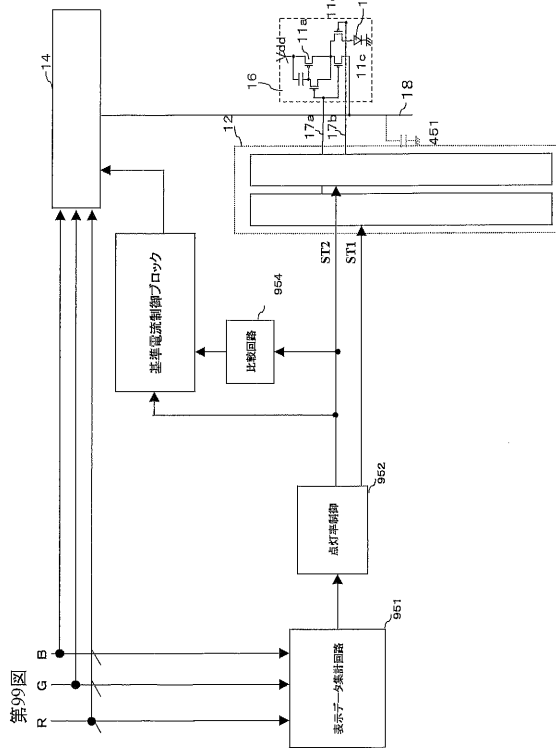 第99図
R
G
B
14
基準電流制御ブロック
954
比較回路
点灯率制御
952
表示データ集計回路
951
ST2
ST1
12
16
Vdd
11a
11c
17a
17b
18
451